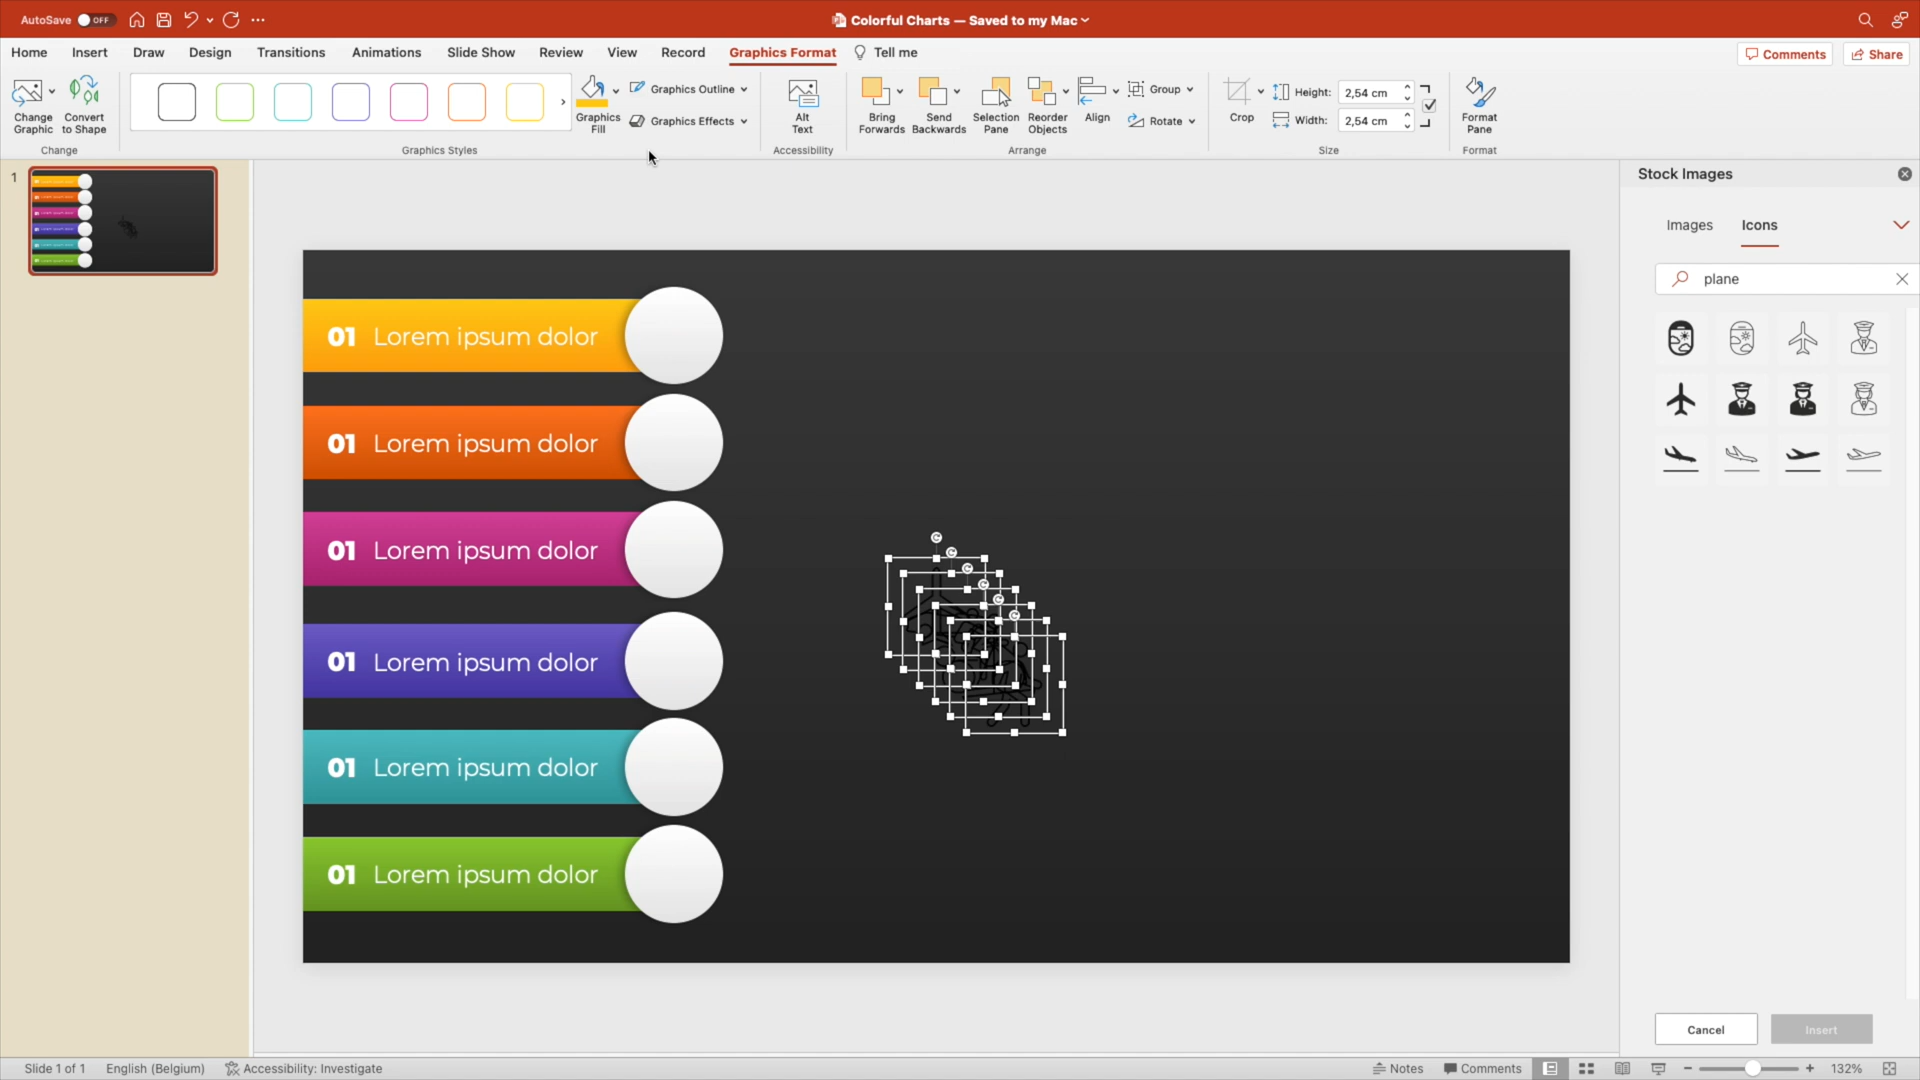 AutoSave OFF
Colorful Charts — Saved to my Mac
Home Insert Draw Design Transitions Animations Slide Show Review View Record Graphics Format Tell me
Comments Share
Change Graphic
Convert to Shape
Change
Graphics Styles
Graphics Fill
Graphics Outline
Graphics Effects
Alt Text
Accessibility
Bring Forwards
Send Backwards
Selection Pane
Reorder Objects
Align
Group
Rotate
Arrange
Crop
Height: 2,54 cm
Width: 2,54 cm
Size
Format Pane
Format
1
01 Lorem ipsum dolor
01 Lorem ipsum dolor
01 Lorem ipsum dolor
01 Lorem ipsum dolor
01 Lorem ipsum dolor
01 Lorem ipsum dolor
Stock Images
Images Icons
plane
Cancel Insert
Slide 1 of 1 English (Belgium) Accessibility: Investigate
Notes Comments 132%